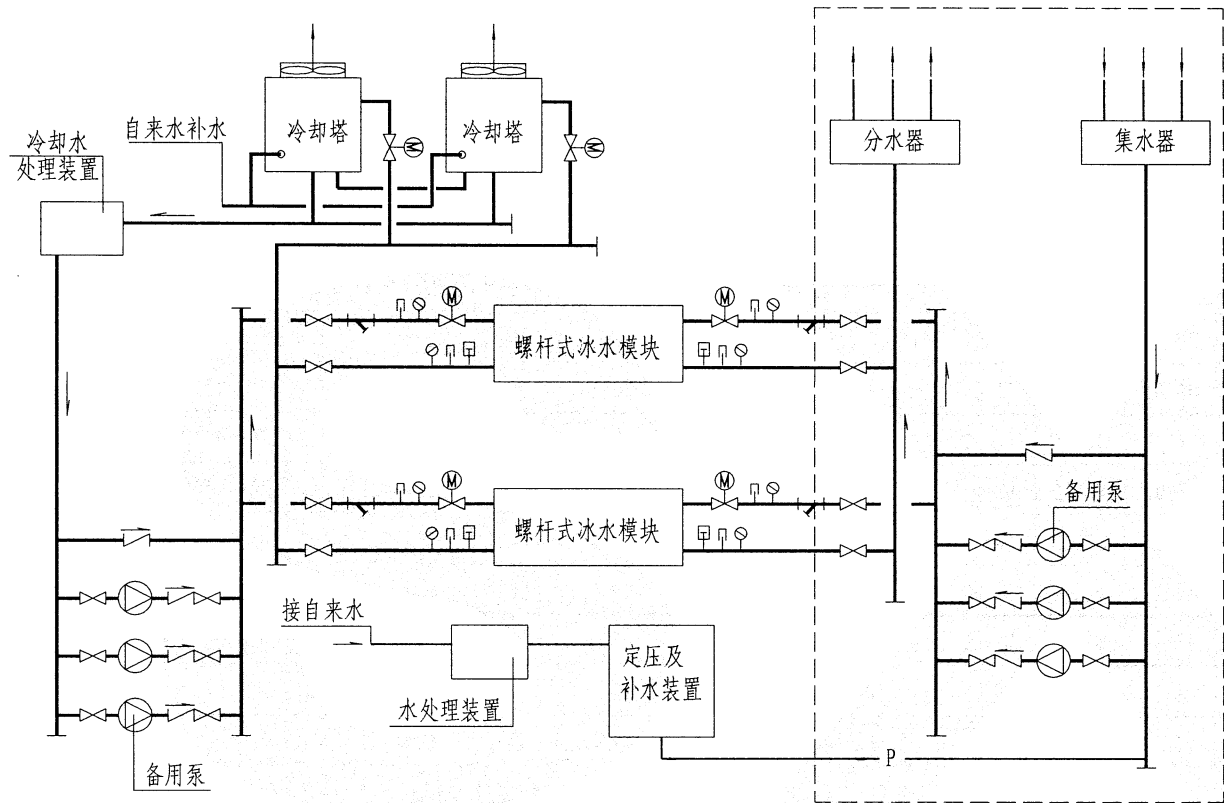 自来水补水
冷却水
处理装置
冷却塔
M
冷却塔
M
分水器
集水器
M
M
螺杆式冰水模块
M
M
螺杆式冰水模块
备用泵
接自来水
水处理装置
定压及
补水装置
P
备用泵